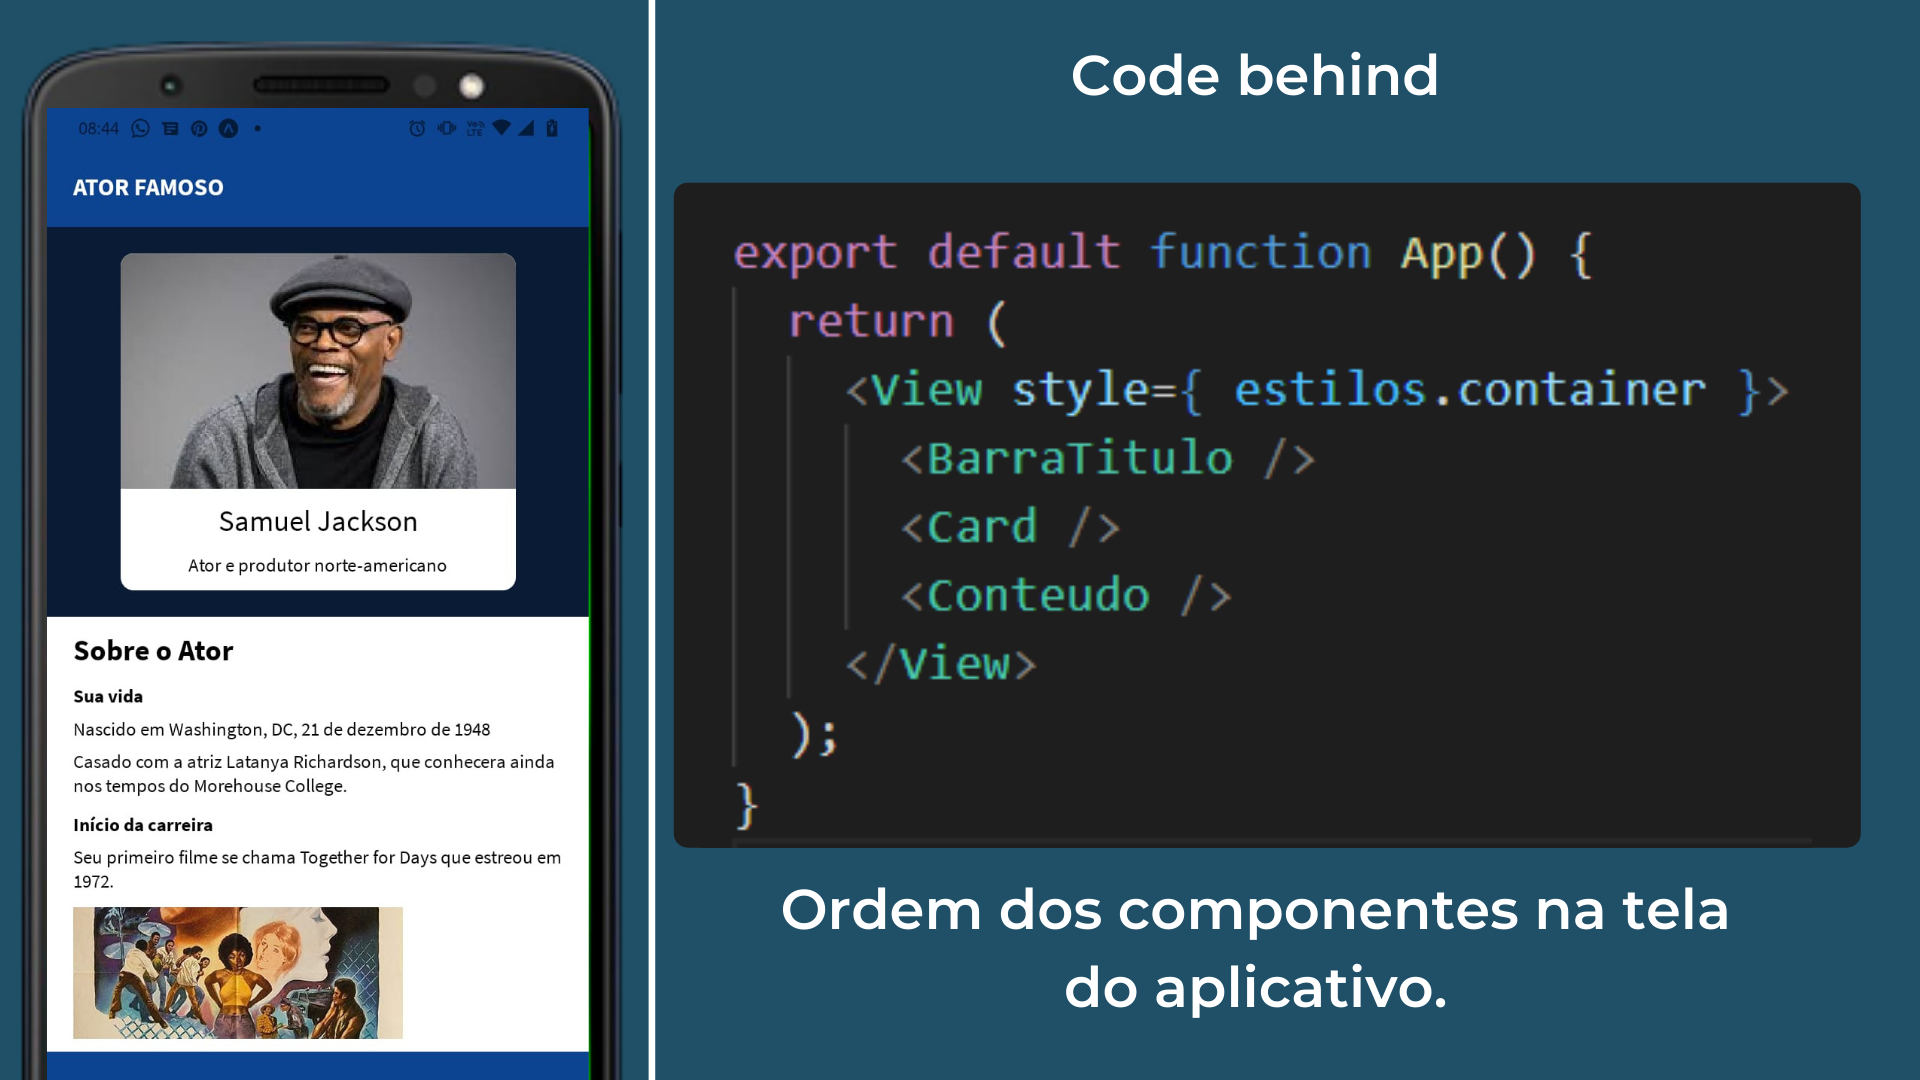 08:44
VoLTE
ATOR FAMOSO
Samuel Jackson
Ator e produtor norte-americano
Sobre o Ator
Sua vida
Nascido em Washington, DC, 21 de dezembro de 1948
Casado com a atriz Latanya Richardson, que conhecera ainda
nos tempos do Morehouse College.
Início da carreira
Seu primeiro filme se chama Together for Days que estreou em
1972.
Code behind
export default function App() {
return (
<View style={ estilos.container }>
<BarraTitulo />
<Card />
<Conteudo />
</View>
);
}
Ordem dos componentes na tela
do aplicativo.